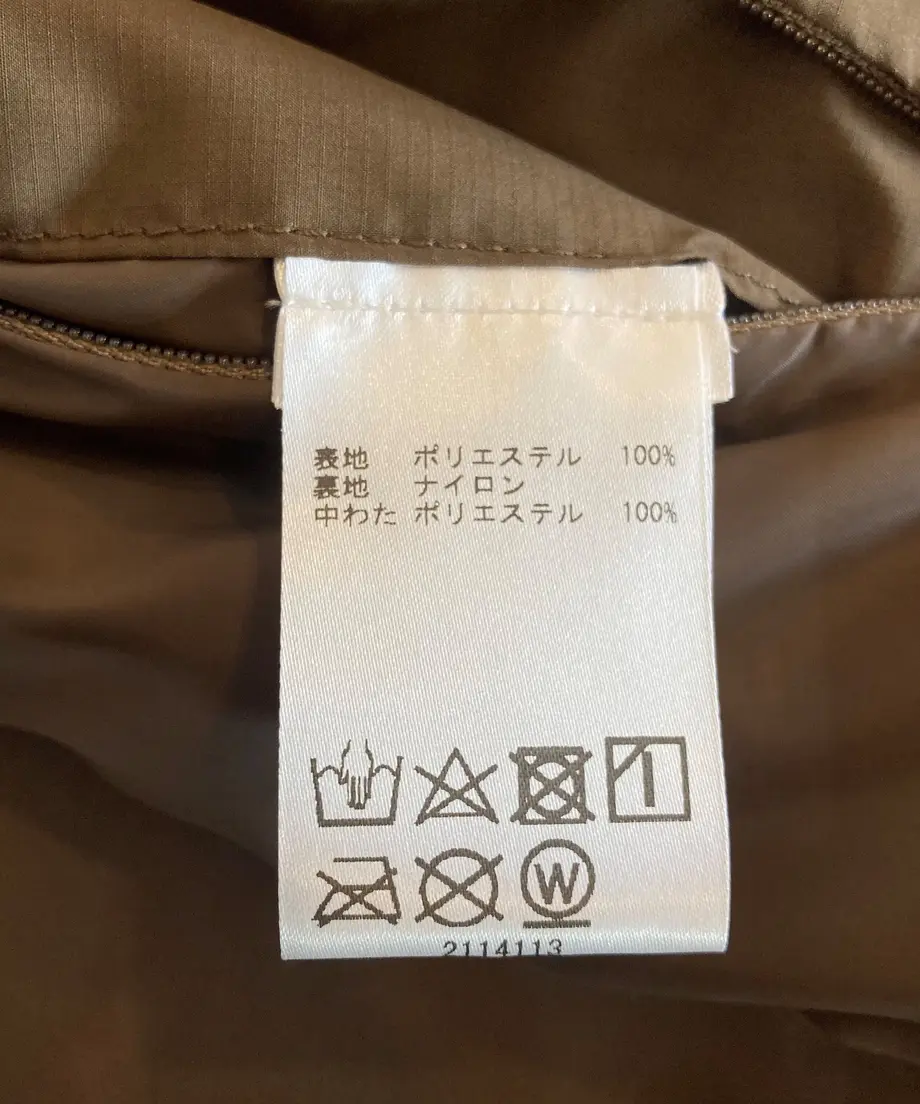 表地 ポリエステル 100%
裏地 ナイロン
中わた ポリエステル 100%
W
2114113